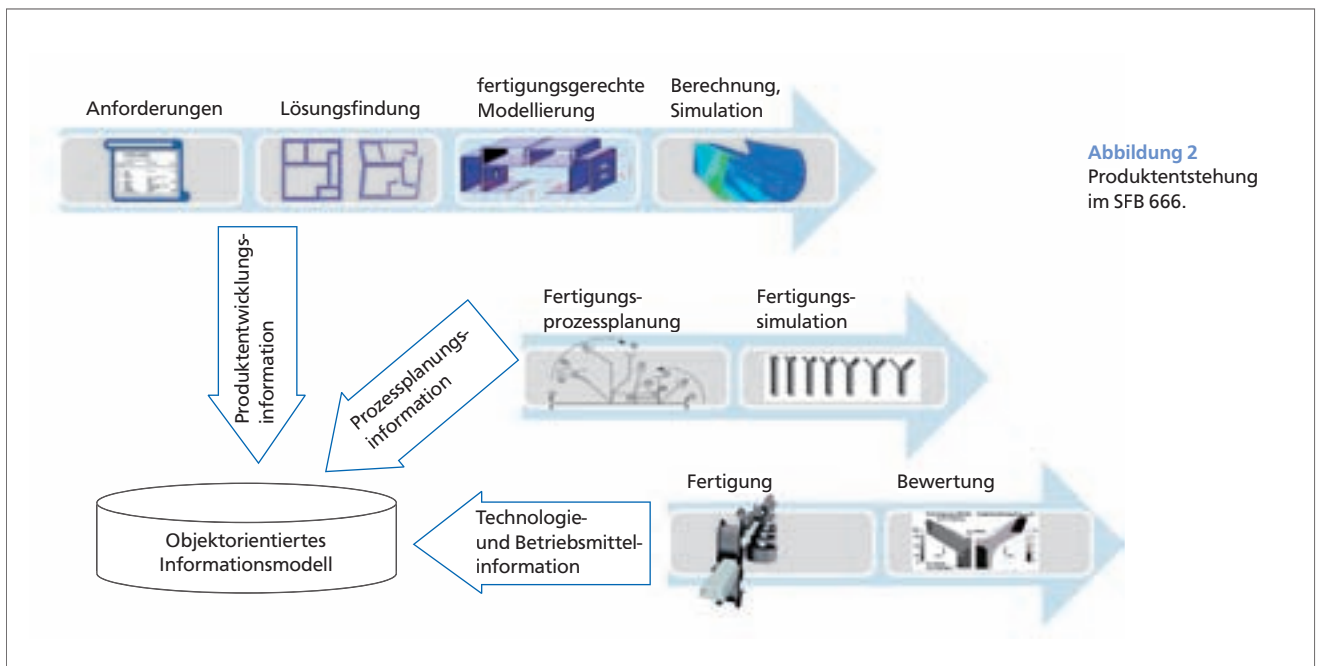 Anforderungen
Lösungsfindung
fertigungsgerechte
Modellierung
Berechnung,
Simulation
Abbildung 2
Produktentstehung
im SFB 666.
Produktentwicklungs-
information
Prozessplanungs-
information
Fertigungs-
prozessplanung
Fertigungs-
simulation
Fertigung
Bewertung
Technologie-
und Betriebsmittel-
information
Objektorientiertes
Informationsmodell